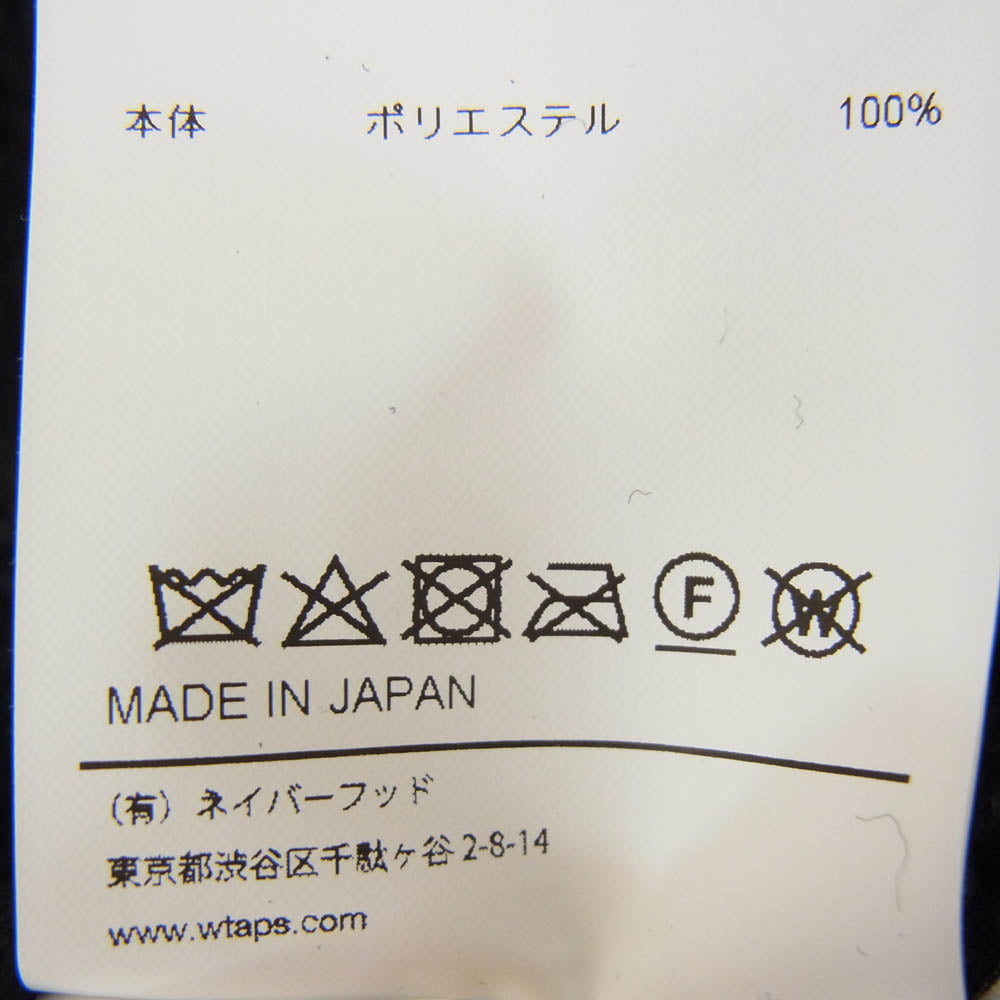 本体 ポリエステル 100%
F W
MADE IN JAPAN
(有) ネイバーフッド
東京都渋谷区千駄ヶ谷2-8-14
www.wtaps.com